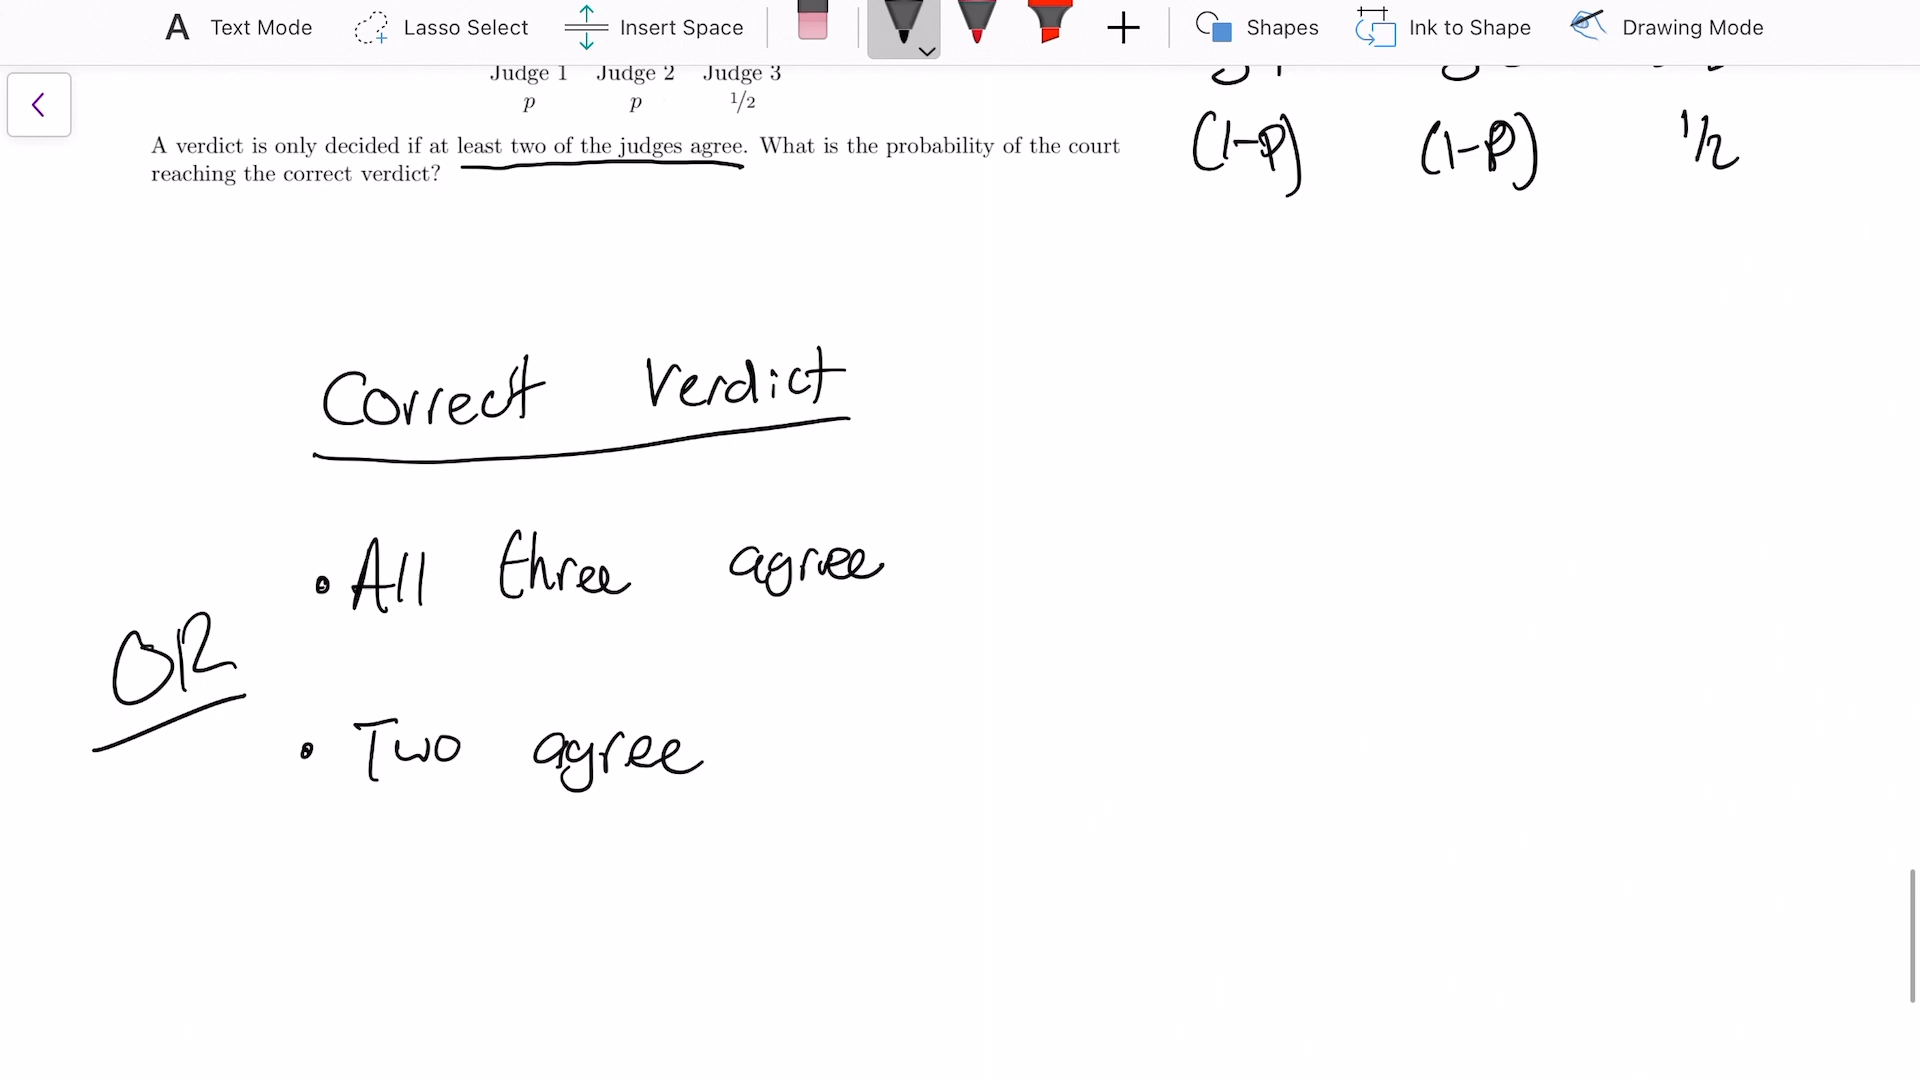 A Text Mode Lasso Select Insert Space Shapes Ink to Shape Drawing Mode
Judge 1 Judge 2 Judge 3
p p 1/2
A verdict is only decided if at least two of the judges agree. What is the probability of the court
reaching the correct verdict?
(1-P) (1-P) 1/2
Correct Verdict
• All three agree
OR
• Two agree